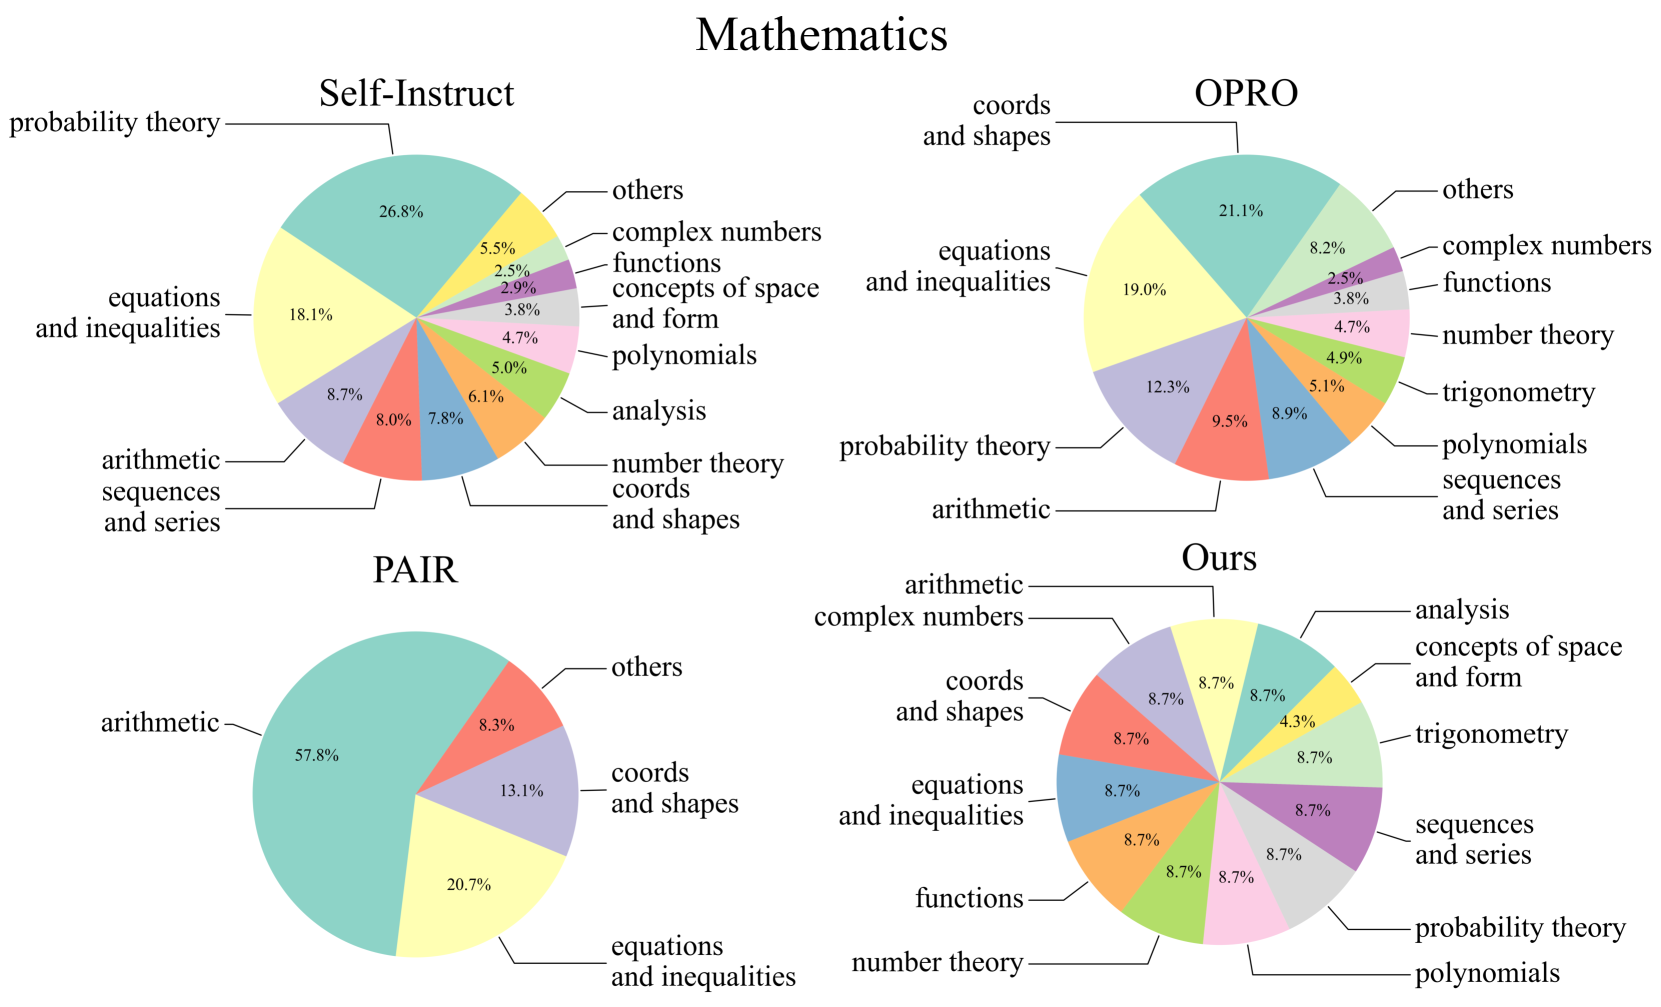 Mathematics
Self-Instruct
probability theory
equations
and inequalities
arithmetic
sequences
and series
others
complex numbers
functions
concepts of space
and form
polynomials
analysis
number theory
coords
and shapes
26.8%
18.1%
8.7%
8.0%
7.8%
6.1%
5.0%
4.7%
3.8%
2.9%
2.5%
5.5%
OPRO
coords
and shapes
equations
and inequalities
probability theory
arithmetic
others
complex numbers
functions
number theory
trigonometry
polynomials
sequences
and series
21.1%
19.0%
12.3%
9.5%
8.9%
5.1%
4.9%
4.7%
3.8%
2.5%
8.2%
PAIR
arithmetic
others
coords
and shapes
equations
and inequalities
57.8%
8.3%
13.1%
20.7%
Ours
arithmetic
complex numbers
coords
and shapes
equations
and inequalities
functions
number theory
analysis
concepts of space
and form
trigonometry
sequences
and series
probability theory
polynomials
8.7%
8.7%
8.7%
8.7%
8.7%
8.7%
8.7%
8.7%
8.7%
8.7%
4.3%
8.7%